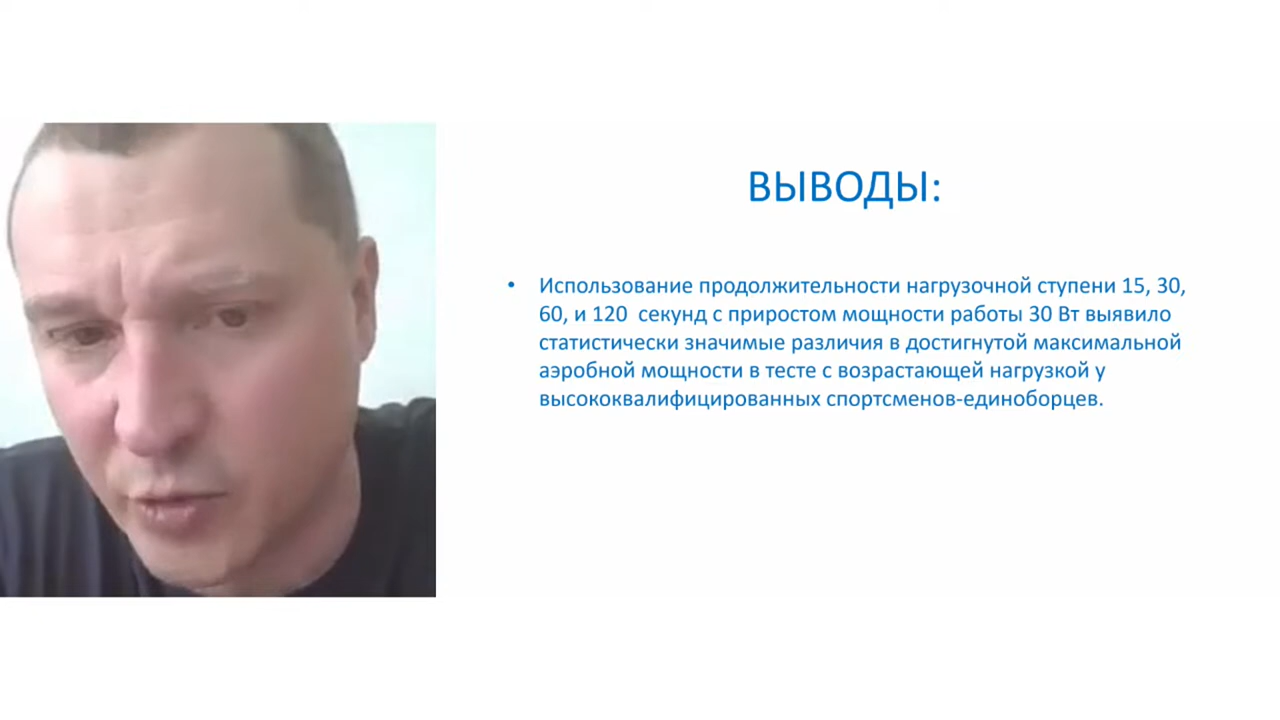 ВЫВОДЫ:
• Использование продолжительности нагрузочной ступени 15, 30,
60, и 120 секунд с приростом мощности работы 30 Вт выявило
статистически значимые различия в достигнутой максимальной
аэробной мощности в тесте с возрастающей нагрузкой у
высококвалифицированных спортсменов-единоборцев.